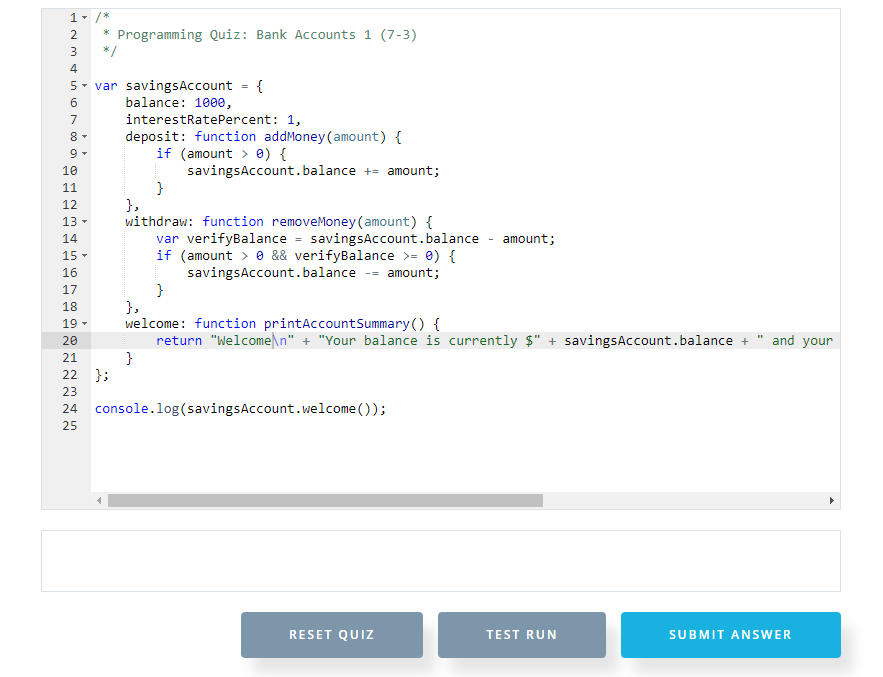 1 /*
2  * Programming Quiz: Bank Accounts 1 (7-3)
3  */
4
5 var savingsAccount = {
6     balance: 1000,
7     interestRatePercent: 1,
8     deposit: function addMoney(amount) {
9         if (amount > 0) {
10             savingsAccount.balance += amount;
11         }
12     },
13     withdraw: function removeMoney(amount) {
14         var verifyBalance = savingsAccount.balance - amount;
15         if (amount > 0 && verifyBalance >= 0) {
16             savingsAccount.balance -= amount;
17         }
18     },
19     welcome: function printAccountSummary() {
20         return "Welcome\n" + "Your balance is currently $" + savingsAccount.balance + " and your
21     }
22 };
23
24 console.log(savingsAccount.welcome());
25
RESET QUIZ TEST RUN SUBMIT ANSWER